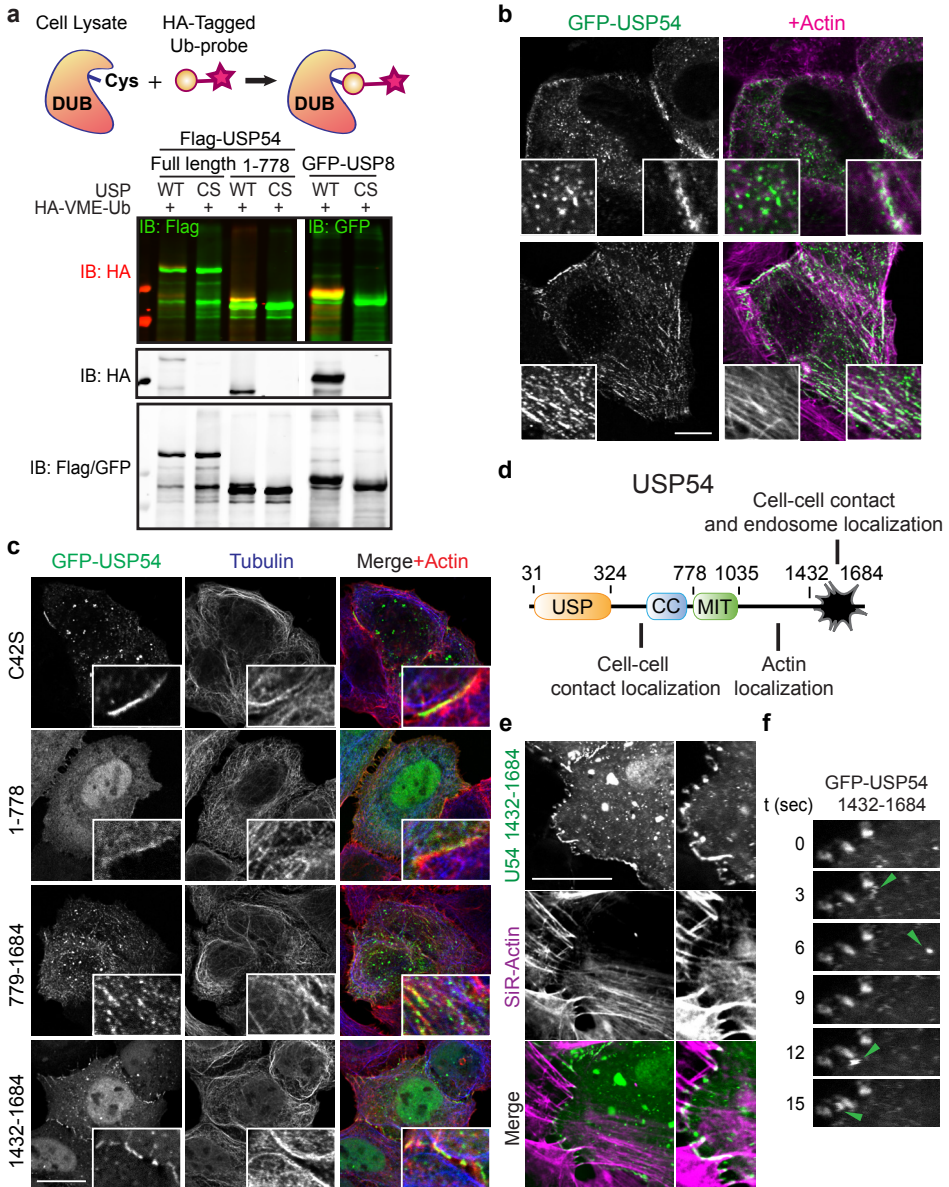 a
Cell Lysate
HA-Tagged
Ub-probe
Cys
+
DUB
DUB
Flag-USP54
Full length 1-778 GFP-USP8
USP WT CS WT CS WT CS
HA-VME-Ub + + + + + +
IB: Flag IB: GFP
IB: HA
IB: HA
IB: Flag/GFP
b
GFP-USP54 +Actin
c
GFP-USP54 Tubulin Merge+Actin
C42S
1-778
779-1684
1432-1684
d
USP54
Cell-cell contact
and endosome localization
31 324 778 1035 1432 1684
USP CC MIT
Cell-cell
contact localization
Actin
localization
e
U54 1432-1684
SiR-Actin
Merge
f
GFP-USP54
t (sec) 1432-1684
0
3
6
9
12
15